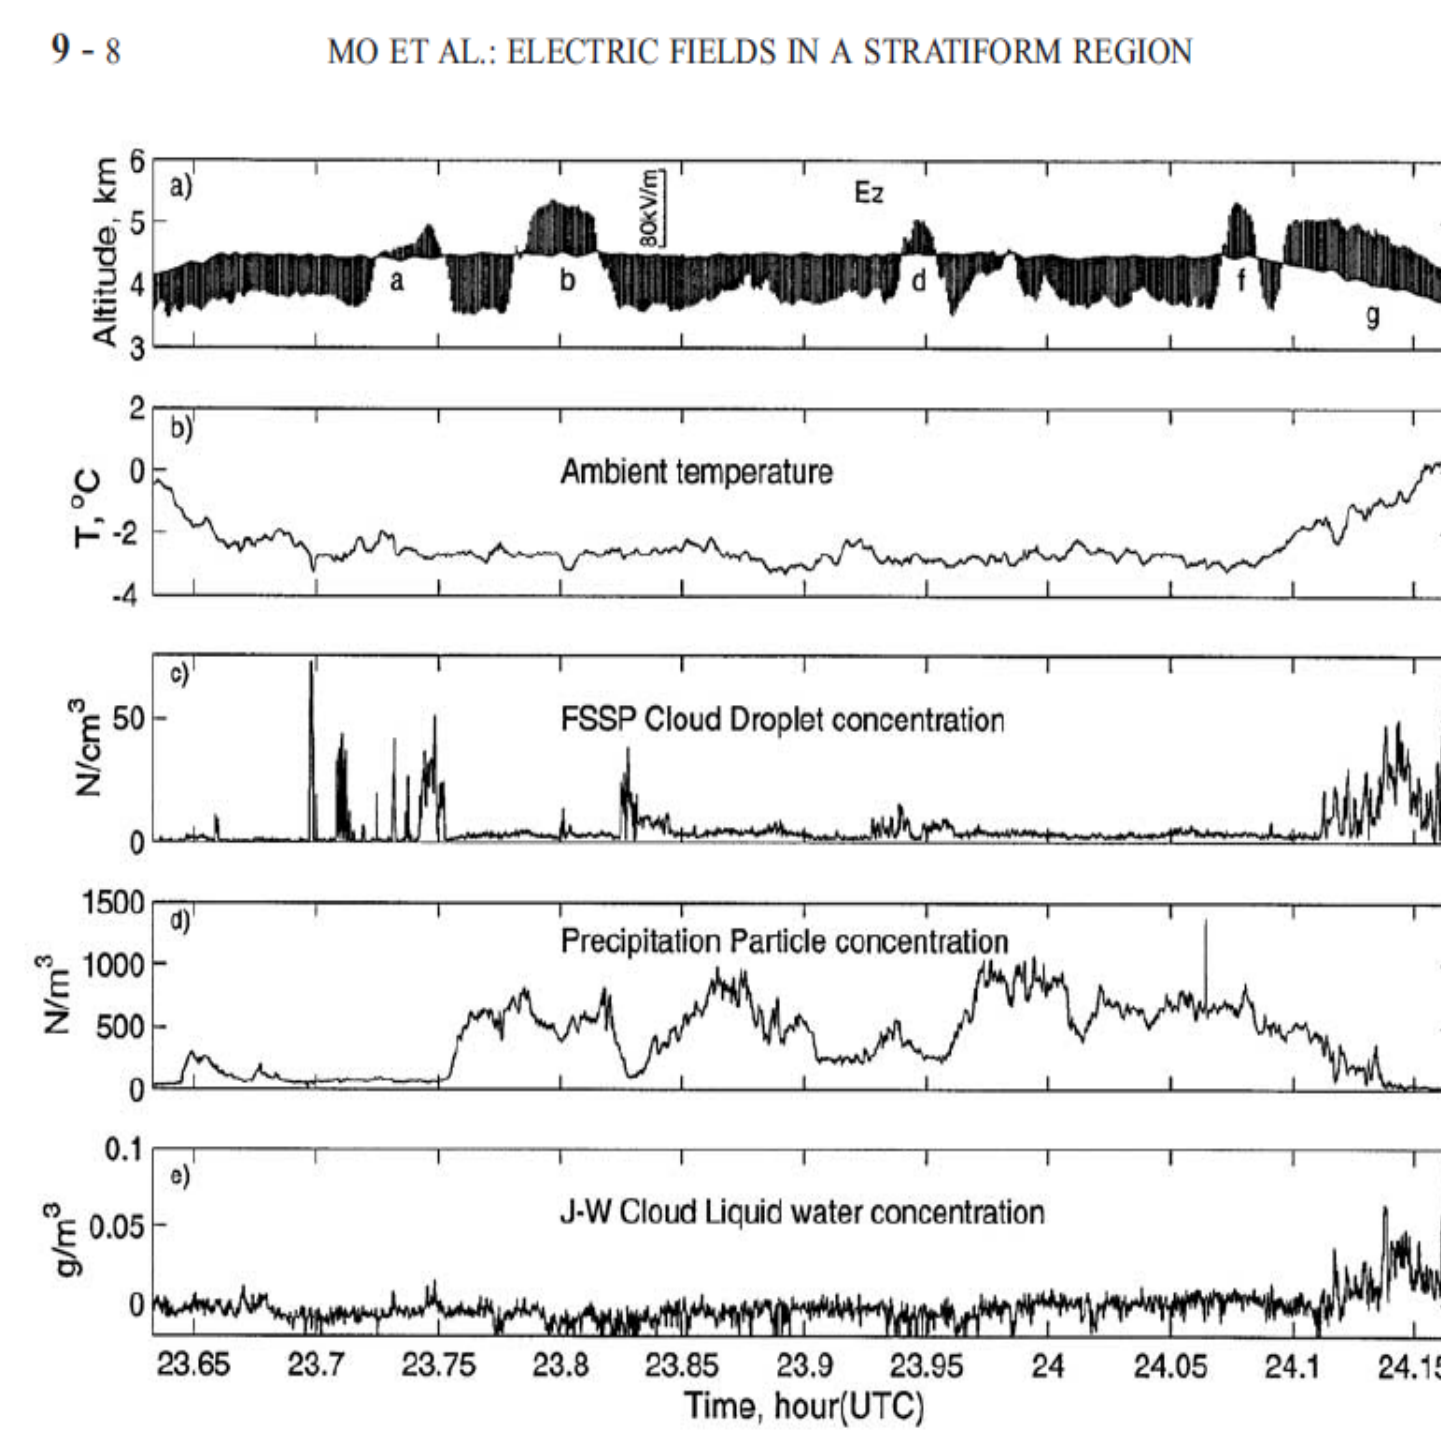 9 - 8 MO ET AL.: ELECTRIC FIELDS IN A STRATIFORM REGION
Altitude, km
6
5
4
3
a)
80kV/m
Ez
a b d f g
T, °C
2
0
-2
-4
b)
Ambient temperature
N/cm3
50
0
c)
FSSP Cloud Droplet concentration
N/m3
1500
1000
500
0
d)
Precipitation Particle concentration
g/m3
0.1
0.05
0
e)
J-W Cloud Liquid water concentration
23.65 23.7 23.75 23.8 23.85 23.9 23.95 24 24.05 24.1 24.15
Time, hour(UTC)